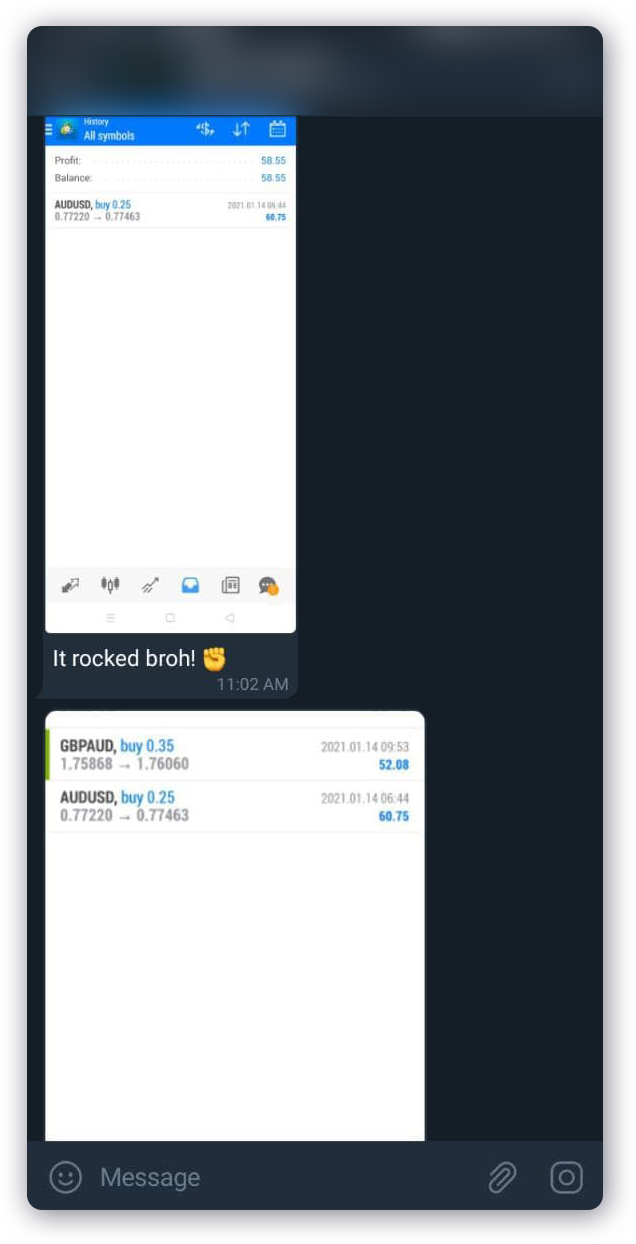 History
All symbols
Profit: 58.55
Balance: 58.55
AUDUSD, buy 0.25 2021.01.14 06:44
0.77220 → 0.77463 60.75
It rocked broh! ✊
11:02 AM
GBPAUD, buy 0.35 2021.01.14 09:53
1.75868 → 1.76060 52.08
AUDUSD, buy 0.25 2021.01.14 06:44
0.77220 → 0.77463 60.75
Message